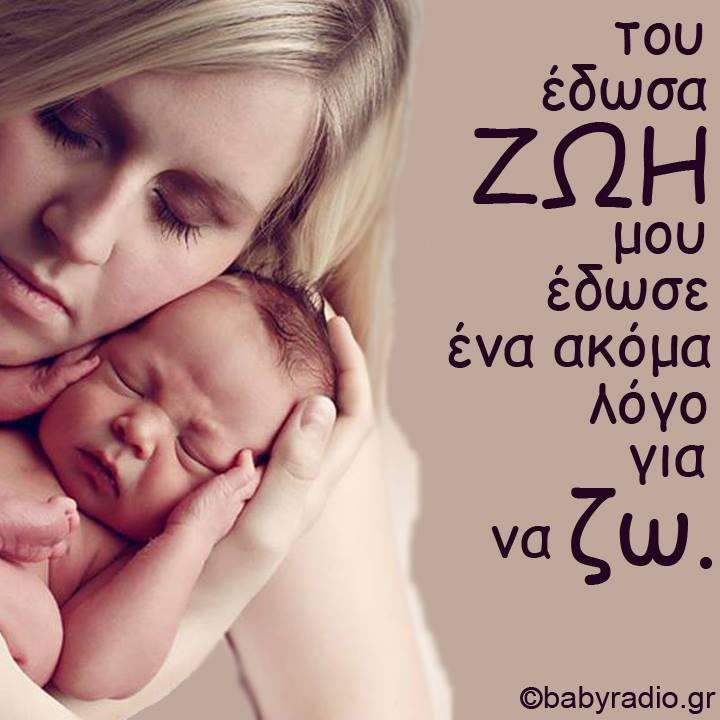 του
έδωσα
ΖΩΗ
μου
έδωσε
ένα ακόμα
λόγο
για
να ζω.
©babyradio.gr